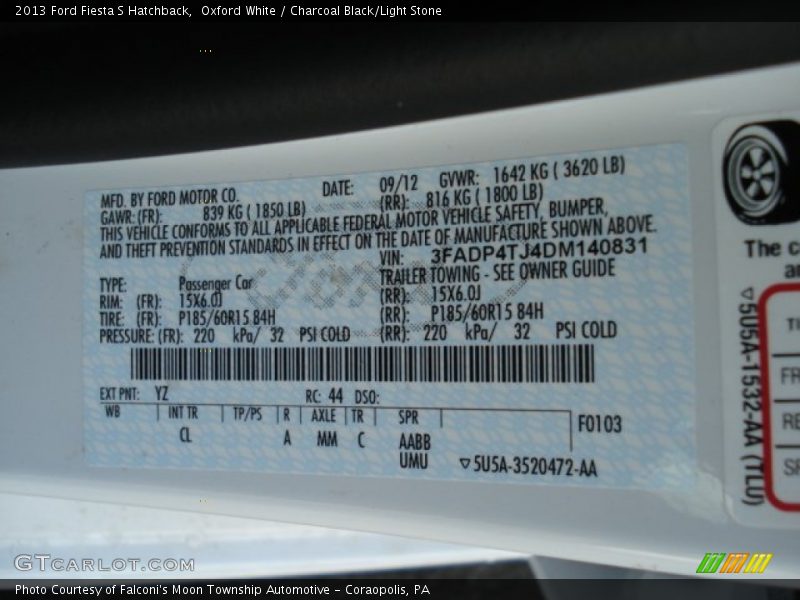 2013 Ford Fiesta S Hatchback,  Oxford White / Charcoal Black/Light Stone
MFD. BY FORD MOTOR CO. DATE: 09/12 GVWR: 1642 KG ( 3620 LB)
GAWR: (FR): 839 KG ( 1850 LB) (RR): 816 KG ( 1800 LB)
THIS VEHICLE CONFORMS TO ALL APPLICABLE FEDERAL MOTOR VEHICLE SAFETY, BUMPER,
AND THEFT PREVENTION STANDARDS IN EFFECT ON THE DATE OF MANUFACTURE SHOWN ABOVE.
VIN: 3FADP4TJ4DM140831
TYPE: Passenger Car TRAILER TOWING - SEE OWNER GUIDE
RIM: (FR): 15X6.0J (RR): 15X6.0J
TIRE: (FR): P185/60R15 84H (RR): P185/60R15 84H
PRESSURE: (FR): 220 kPa/ 32 PSI COLD (RR): 220 kPa/ 32 PSI COLD
EXT PNT: YZ RC: 44 DSO:
WB INT TR TP/PS R AXLE TR SPR F0103
CL A MM C AABB
UMU ▽5U5A-3520472-AA
The c
a
▽5U5A-1532-AA (TLU)
TI
FR
RE
SP
GTCARLOT.COM
Photo Courtesy of Falconi's Moon Township Automotive - Coraopolis, PA